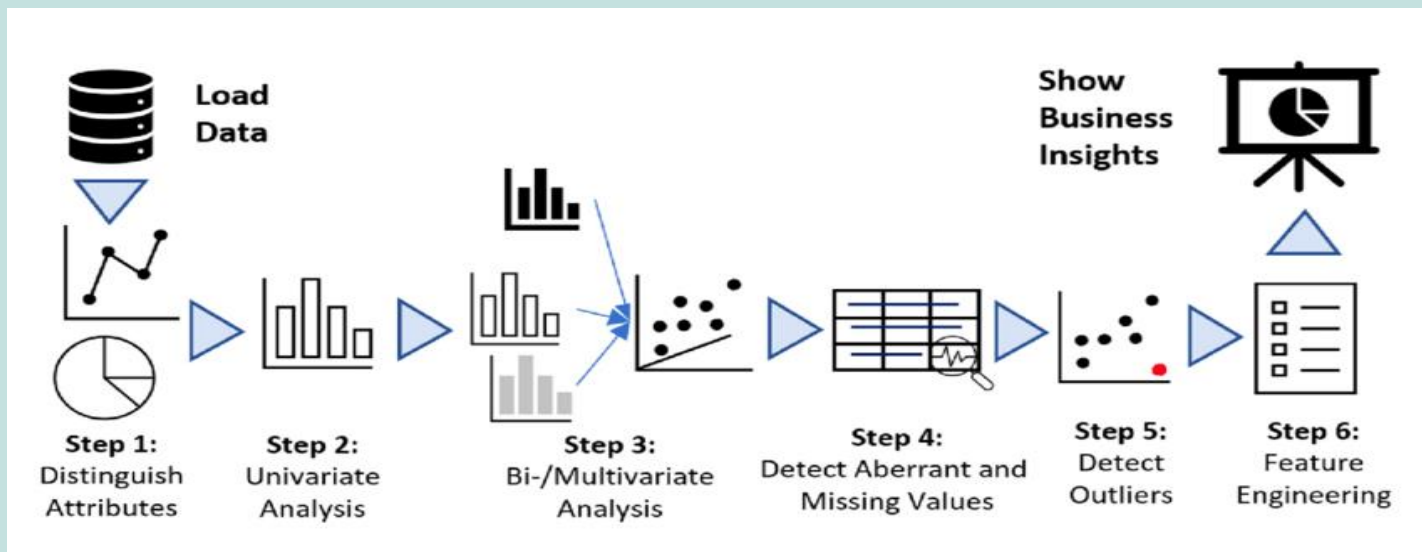 Load
Data
Show
Business
Insights
Step 1:
Distinguish
Attributes
Step 2:
Univariate
Analysis
Step 3:
Bi-/Multivariate
Analysis
Step 4:
Detect Aberrant and
Missing Values
Step 5:
Detect
Outliers
Step 6:
Feature
Engineering